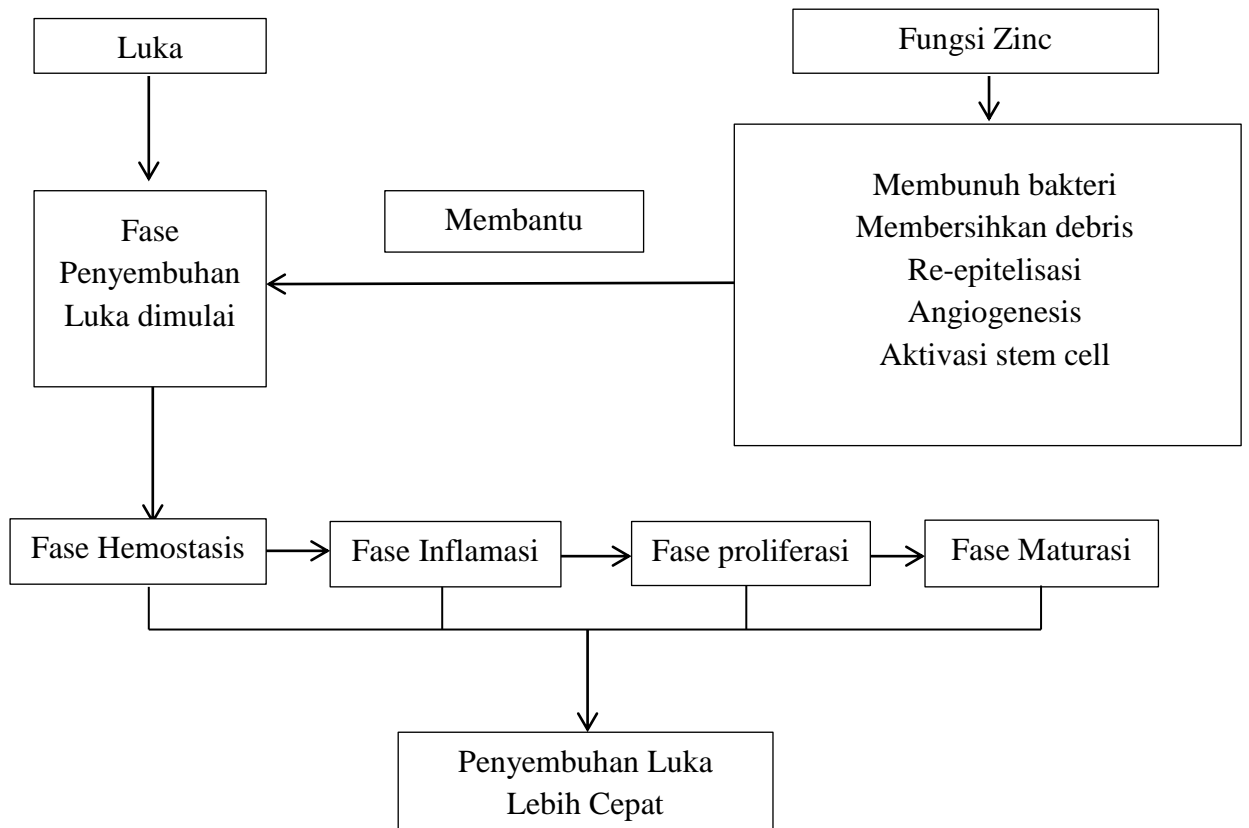 Luka
Fungsi Zinc
Membunuh bakteri
Membersihkan debris
Re-epitelisasi
Angiogenesis
Aktivasi stem cell
Membantu
Fase
Penyembuhan
Luka dimulai
Fase Hemostasis
Fase Inflamasi
Fase proliferasi
Fase Maturasi
Penyembuhan Luka
Lebih Cepat